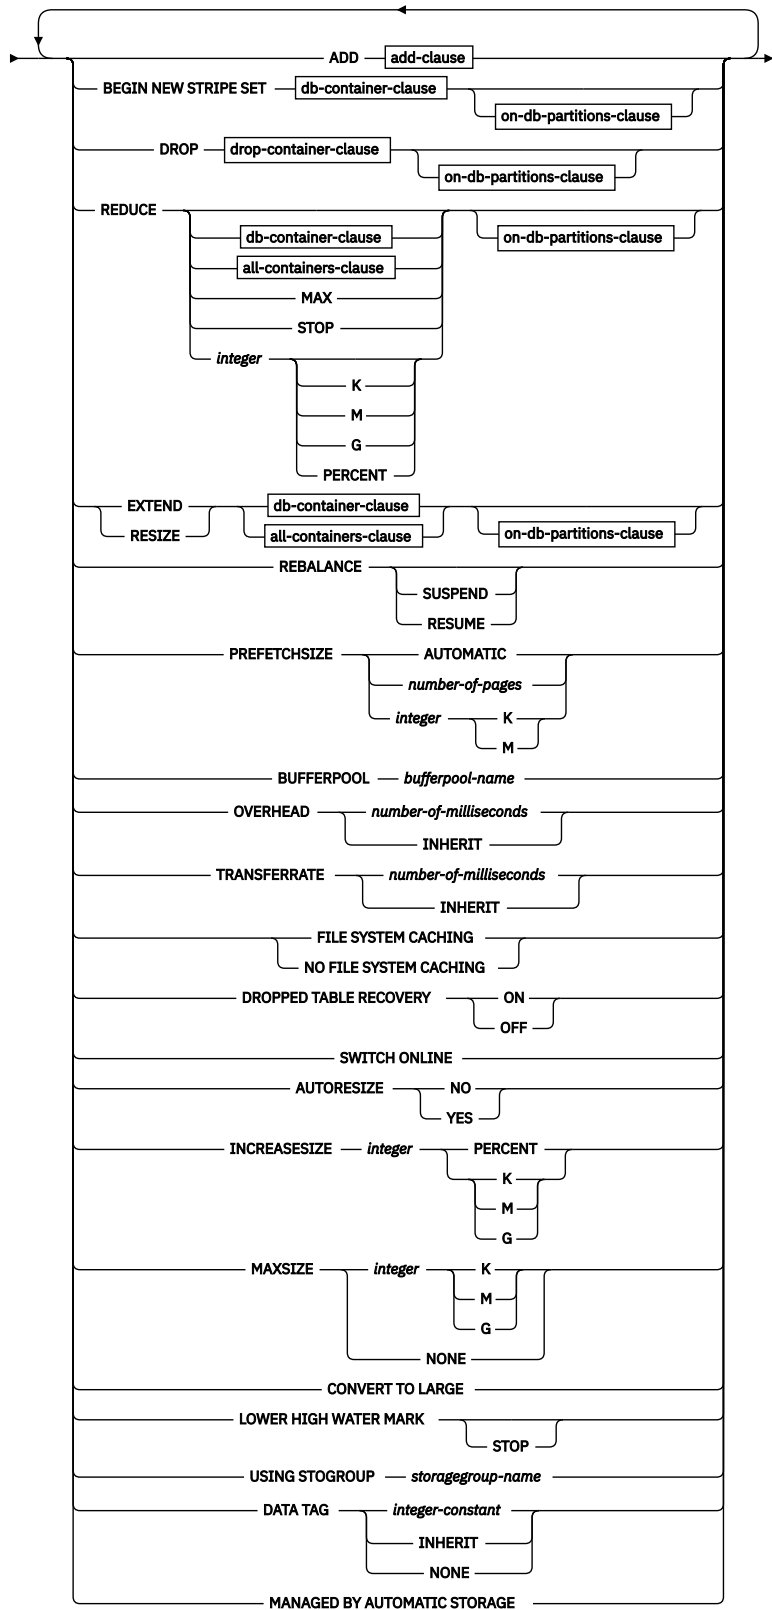 ADD add-clause
BEGIN NEW STRIPE SET db-container-clause
on-db-partitions-clause
DROP drop-container-clause
on-db-partitions-clause
REDUCE
db-container-clause on-db-partitions-clause
all-containers-clause
MAX
STOP
integer
K
M
G
PERCENT
EXTEND db-container-clause
RESIZE all-containers-clause on-db-partitions-clause
REBALANCE
SUSPEND
RESUME
PREFETCHSIZE AUTOMATIC
number-of-pages
integer K
M
BUFFERPOOL bufferpool-name
OVERHEAD number-of-milliseconds
INHERIT
TRANSFERRATE number-of-milliseconds
INHERIT
FILE SYSTEM CACHING
NO FILE SYSTEM CACHING
DROPPED TABLE RECOVERY ON
OFF
SWITCH ONLINE
AUTORESIZE NO
YES
INCREASESIZE integer PERCENT
K
M
G
MAXSIZE integer K
M
G
NONE
CONVERT TO LARGE
LOWER HIGH WATER MARK
STOP
USING STOGROUP storagegroup-name
DATA TAG integer-constant
INHERIT
NONE
MANAGED BY AUTOMATIC STORAGE